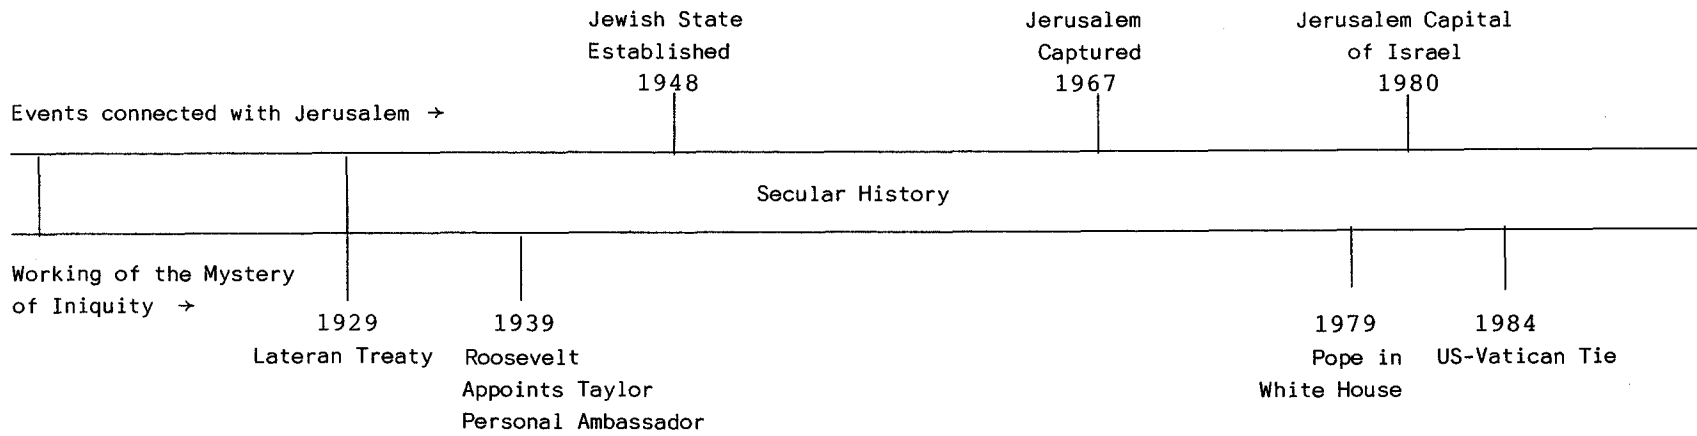 Jewish State
Established
1948
Jerusalem
Captured
1967
Jerusalem Capital
of Israel
1980
Events connected with Jerusalem →
Secular History
Working of the Mystery
of Iniquity →
1929
Lateran Treaty
1939
Roosevelt
Appoints Taylor
Personal Ambassador
1979
Pope in
White House
1984
US-Vatican Tie